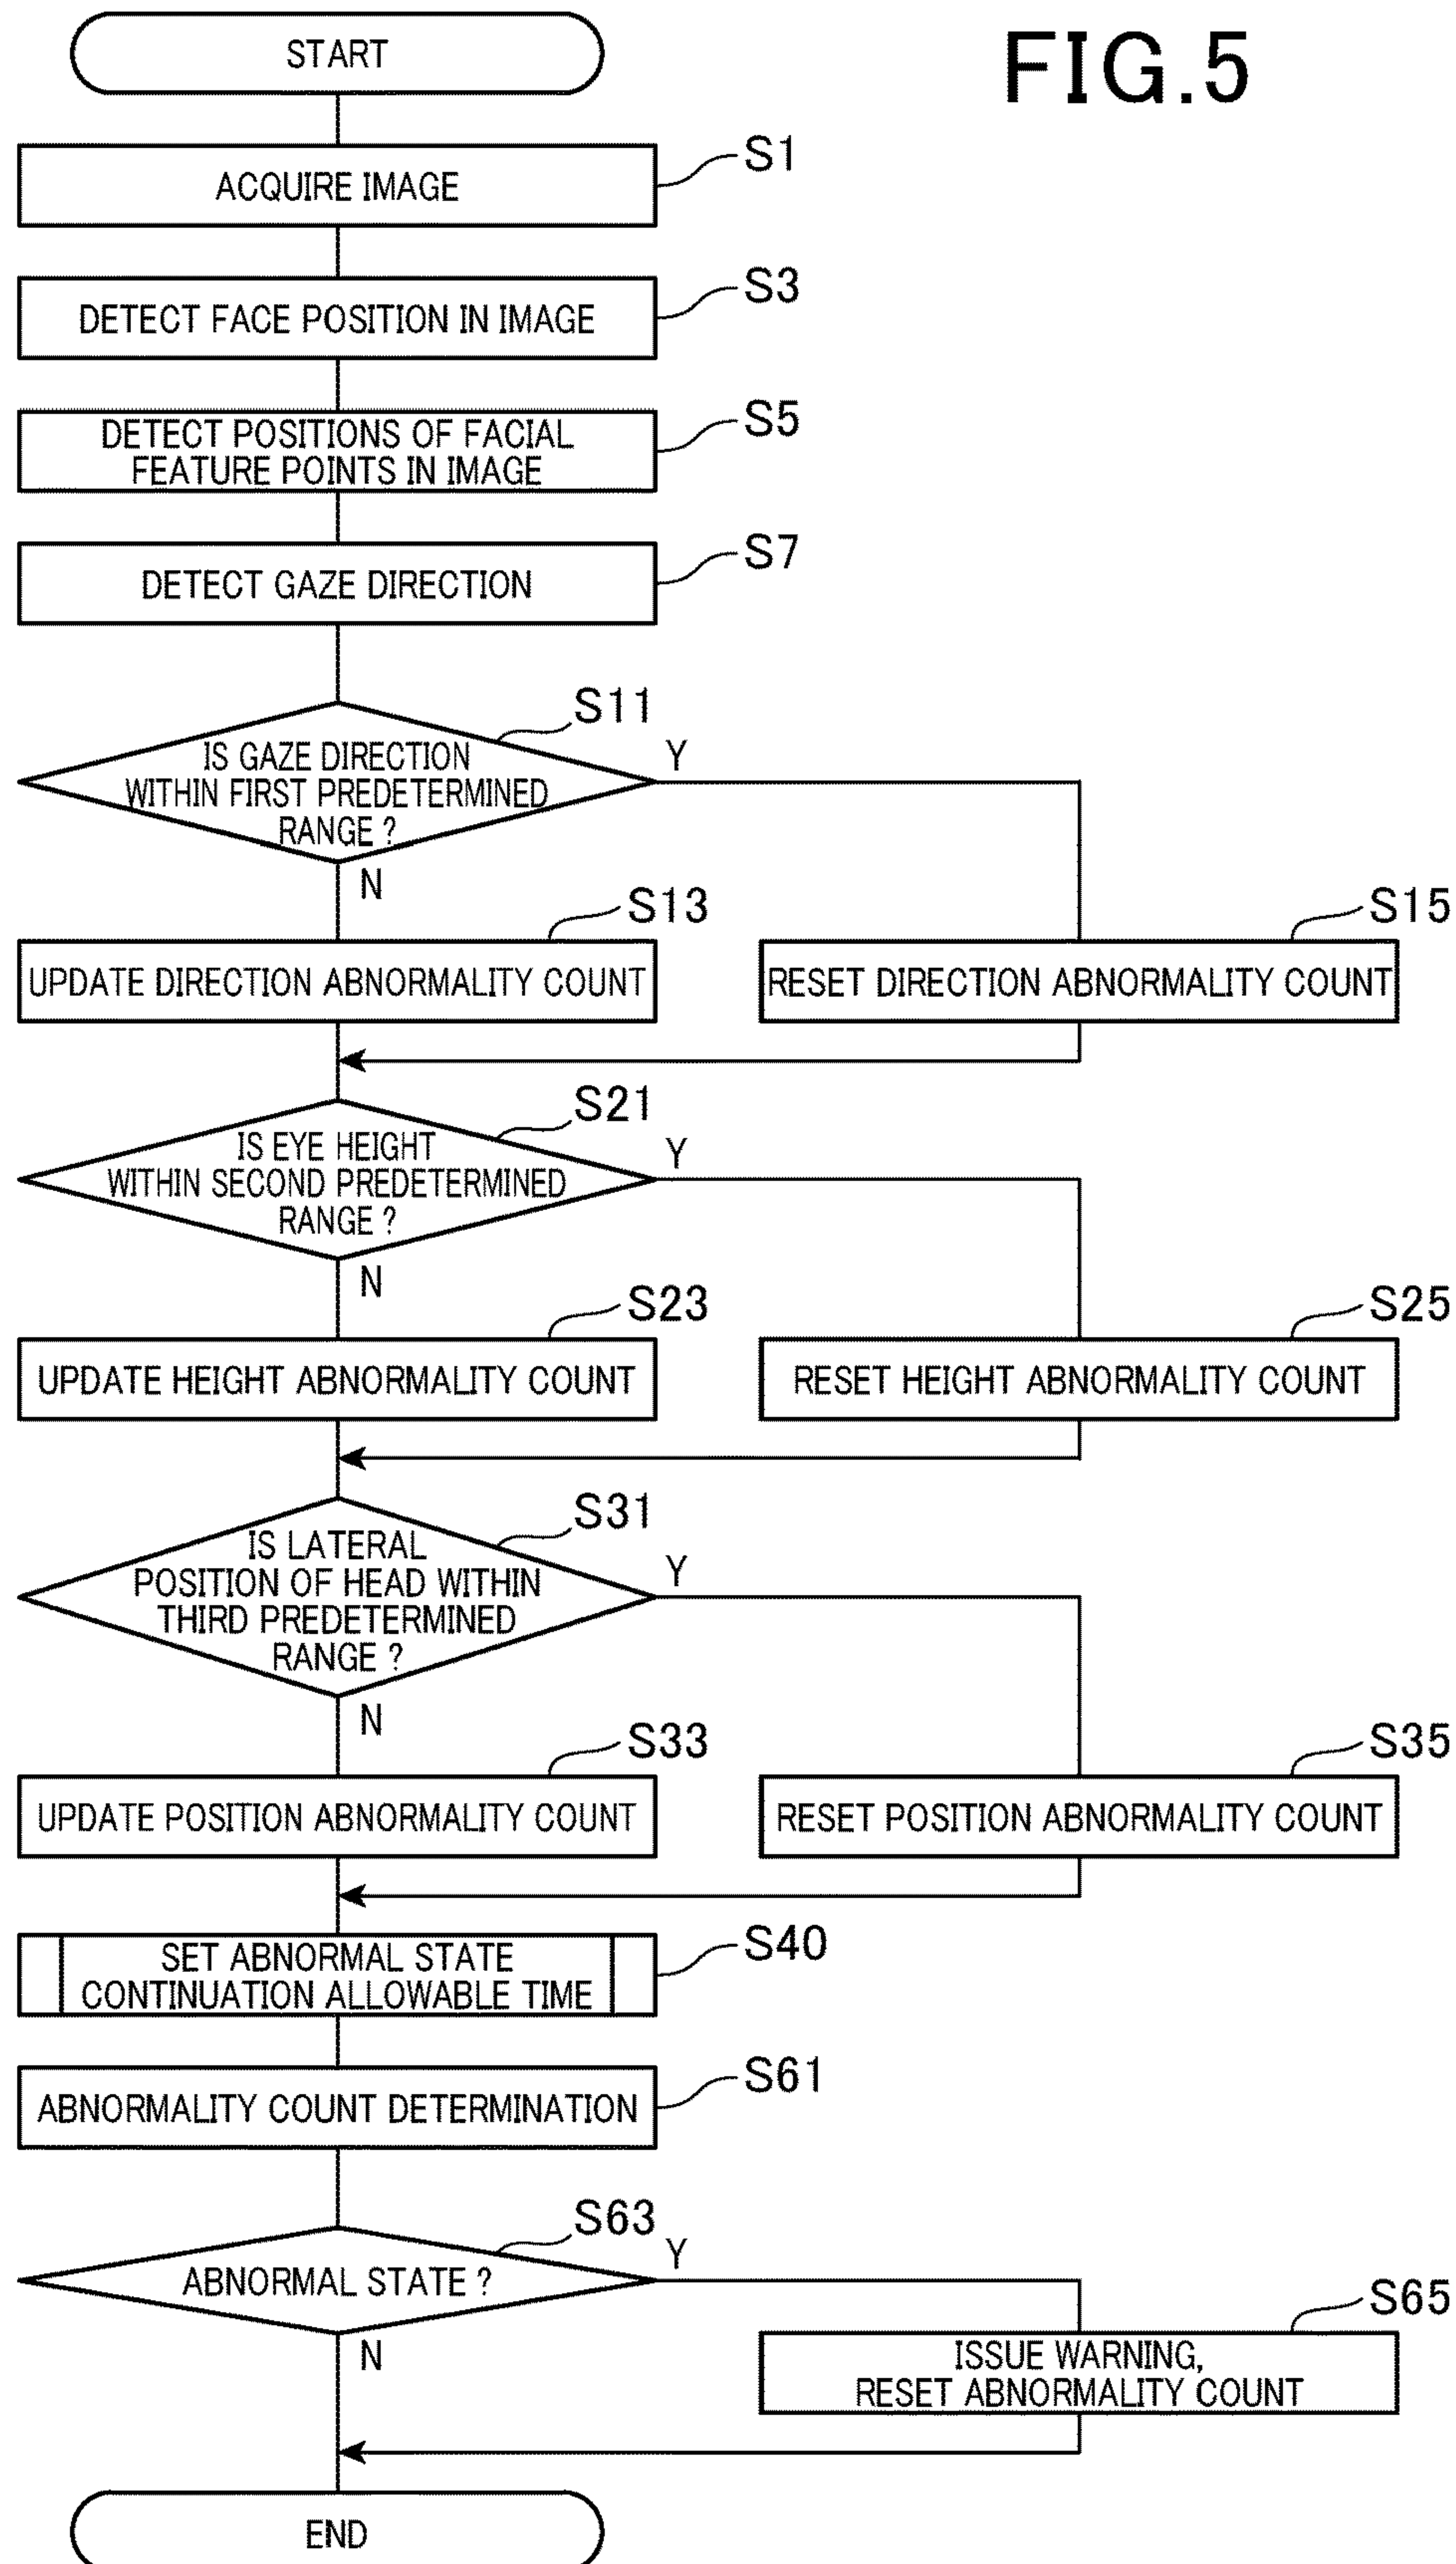 FIG.5
START
ACQUIRE IMAGE
S1
DETECT FACE POSITION IN IMAGE
S3
DETECT POSITIONS OF FACIAL
FEATURE POINTS IN IMAGE
S5
DETECT GAZE DIRECTION
S7
S11
IS GAZE DIRECTION
WITHIN FIRST PREDETERMINED
RANGE ?
Y
N
S13
UPDATE DIRECTION ABNORMALITY COUNT
S15
RESET DIRECTION ABNORMALITY COUNT
S21
IS EYE HEIGHT
WITHIN SECOND PREDETERMINED
RANGE ?
Y
N
S23
UPDATE HEIGHT ABNORMALITY COUNT
S25
RESET HEIGHT ABNORMALITY COUNT
S31
IS LATERAL
POSITION OF HEAD WITHIN
THIRD PREDETERMINED
RANGE ?
Y
N
S33
UPDATE POSITION ABNORMALITY COUNT
S35
RESET POSITION ABNORMALITY COUNT
SET ABNORMAL STATE
CONTINUATION ALLOWABLE TIME
S40
ABNORMALITY COUNT DETERMINATION
S61
S63
ABNORMAL STATE ?
Y
N
S65
ISSUE WARNING,
RESET ABNORMALITY COUNT
END